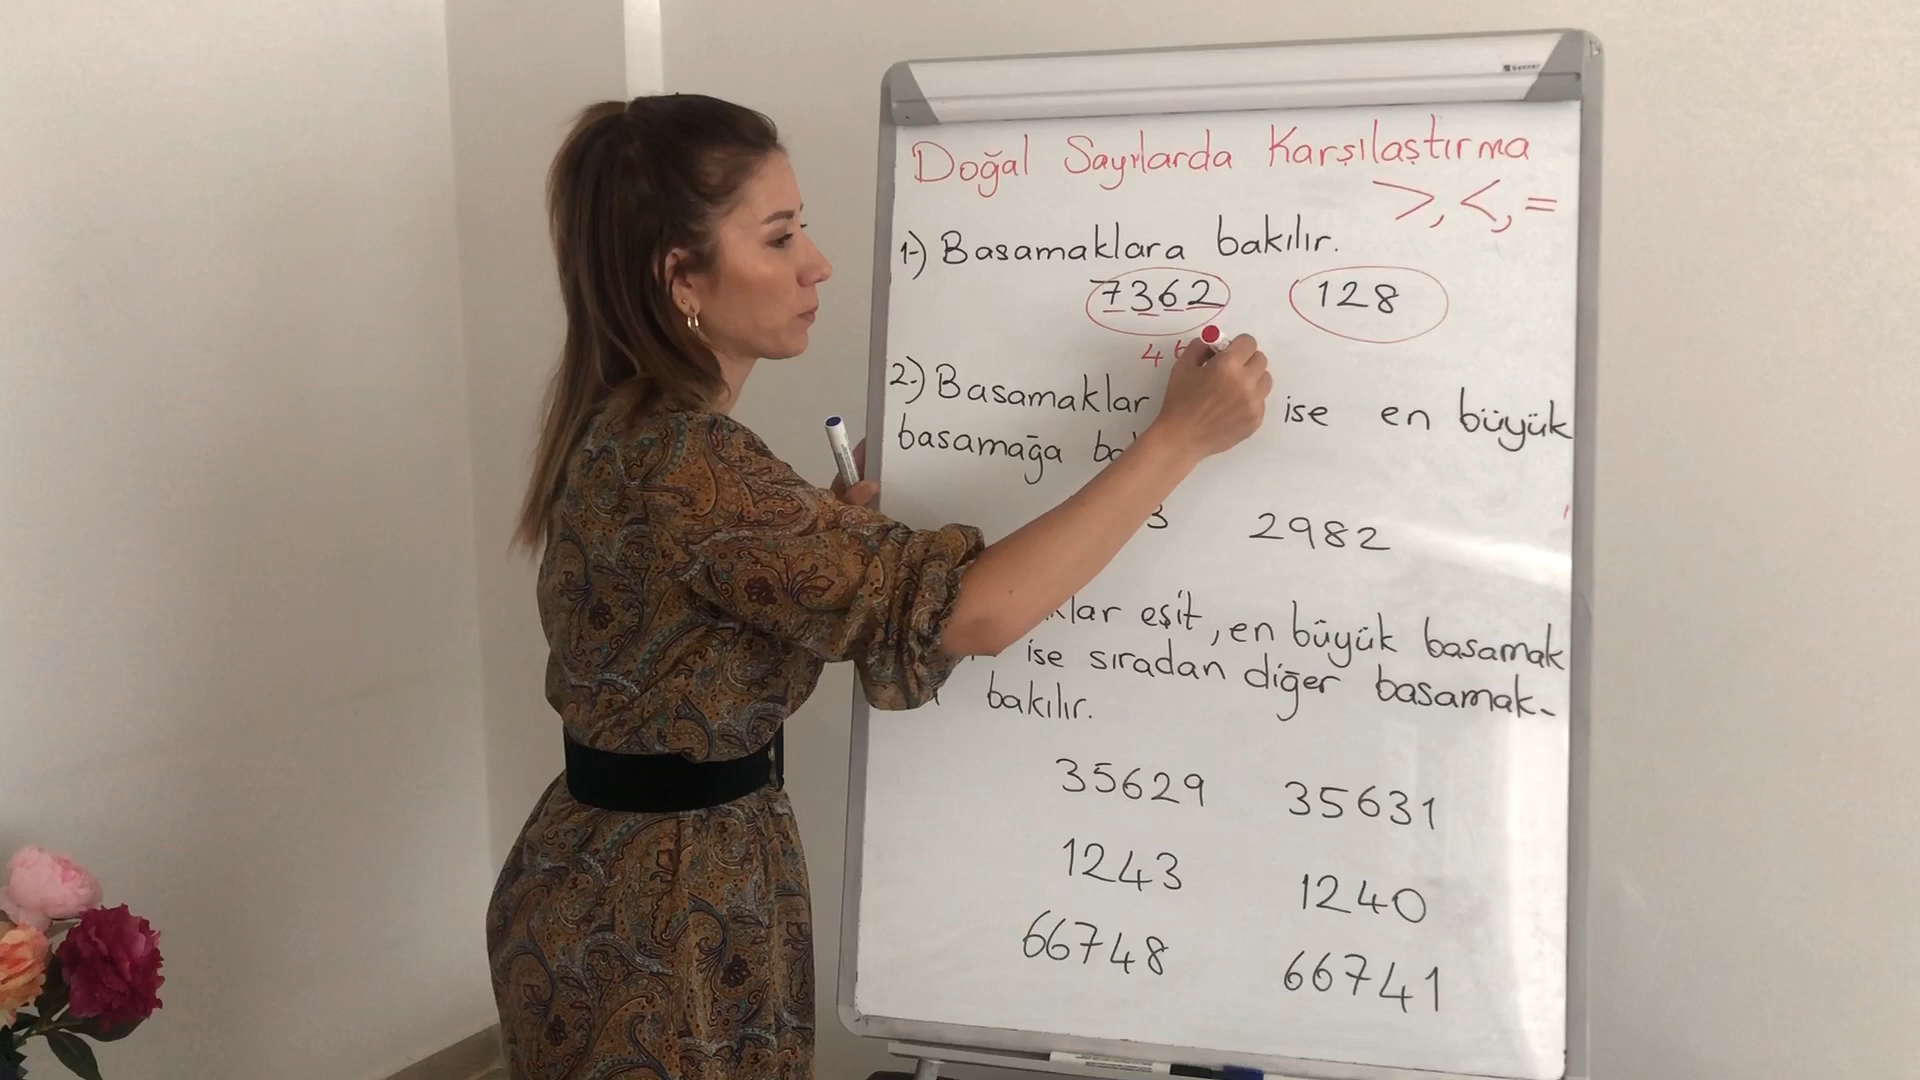 Doğal Sayılarda Karşılaştırma
>, <, =
1-) Basamaklara bakılır.
7362 128
4
2-) Basamaklar ise en büyük
basamağa
2982
eşit, en büyük basamak
ise sıradan diğer basamak-
bakılır.
35629 35631
1243 1240
66748 66741